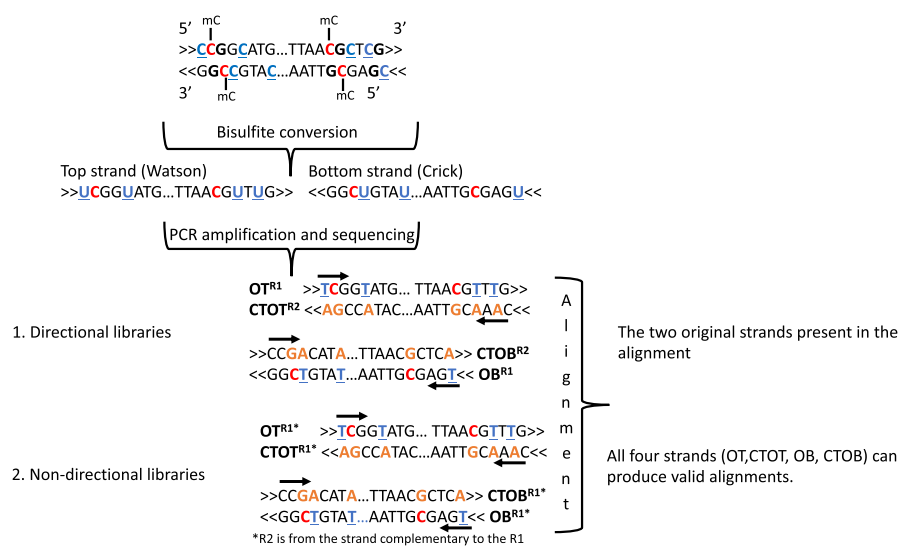 mC mC
5’ 3’
>>CCGGCATG...TTAACGCTCG>>
<<GGCCGTAC...AATTGCGAGC<<
3’ mC mC 5’
Bisulfite conversion
Top strand (Watson) Bottom strand (Crick)
>>UCGGUATG...TTAACGUTUG>> <<GGCUGTAU...AATTGCGAGU<<
PCR amplification and sequencing
OTR1 >>TCGGTATG... TTAACGTTTG>>
CTOTR2 <<AGCCATAC... AATTGCAAAC<<
1. Directional libraries
>>CCGACATA...TTAACGCTCA>> CTOBR2
<<GGCTGTAT...AATTGCGAGT<< OBR1
The two original strands present in the
alignment
OTR1* >>TCGGTATG... TTAACGTTTG>>
CTOTR1* <<AGCCATAC... AATTGCAAAC<<
2. Non-directional libraries
>>CCGACATA...TTAACGCTCA>> CTOBR1*
<<GGCTGTAT...AATTGCGAGT<< OBR1*
*R2 is from the strand complementary to the R1
Alignment
All four strands (OT,CTOT, OB, CTOB) can
produce valid alignments.